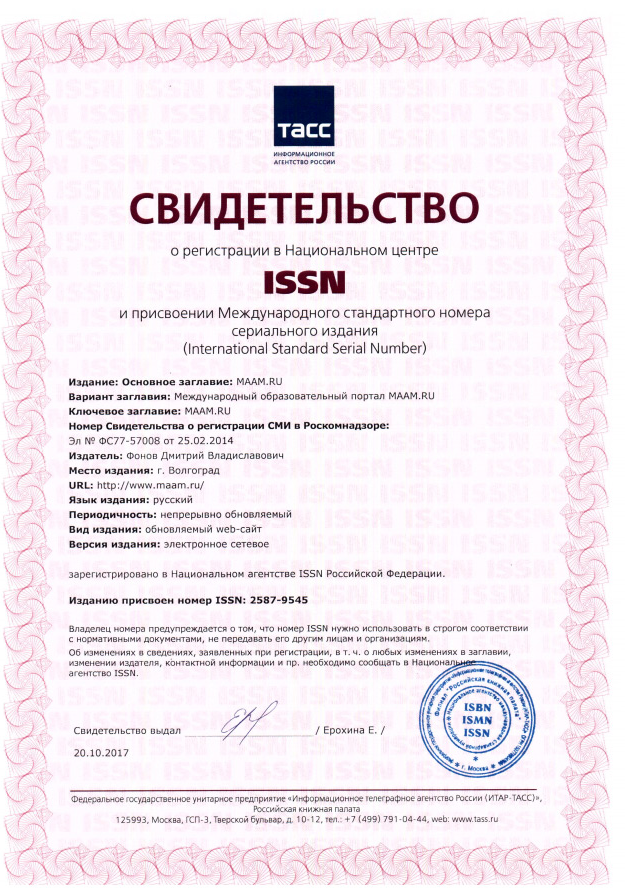 тасс
ИНФОРМАЦИОННОЕ
АГЕНТСТВО РОССИИ
СВИДЕТЕЛЬСТВО
о регистрации в Национальном центре
ISSN
и присвоении Международного стандартного номера
сериального издания
(International Standard Serial Number)
Издание: Основное заглавие: MAAM.RU
Вариант заглавия: Международный образовательный портал MAAM.RU
Ключевое заглавие: MAAM.RU
Номер Свидетельства о регистрации СМИ в Роскомнадзоре:
Эл № ФС77-57008 от 25.02.2014
Издатель: Фонов Дмитрий Владиславович
Место издания: г. Волгоград
URL: http://www.maam.ru/
Язык издания: русский
Периодичность: непрерывно обновляемый
Вид издания: обновляемый web-сайт
Версия издания: электронное сетевое
зарегистрировано в Национальном агентстве ISSN Российской Федерации.
Изданию присвоен номер ISSN: 2587-9545
Владелец номера предупреждается о том, что номер ISSN нужно использовать в строгом соответствии
с нормативными документами, не передавать его другим лицам и организациям.
Об изменениях в сведениях, заявленных при регистрации, в т. ч. о любых изменениях в заглавии,
изменении издателя, контактной информации и пр. необходимо сообщать в Национальное
агентство ISSN.
Филиал "Российская книжная палата"
ISBN
ISMN
ISSN
г. Москва
Свидетельство выдал / Ерохина Е. /
20.10.2017
Федеральное государственное унитарное предприятие «Информационное телеграфное агентство России (ИТАР-ТАСС)»,
Российская книжная палата
125993, Москва, ГСП-3, Тверской бульвар, д. 10-12, тел.: +7 (499) 791-04-44, web: www.tass.ru